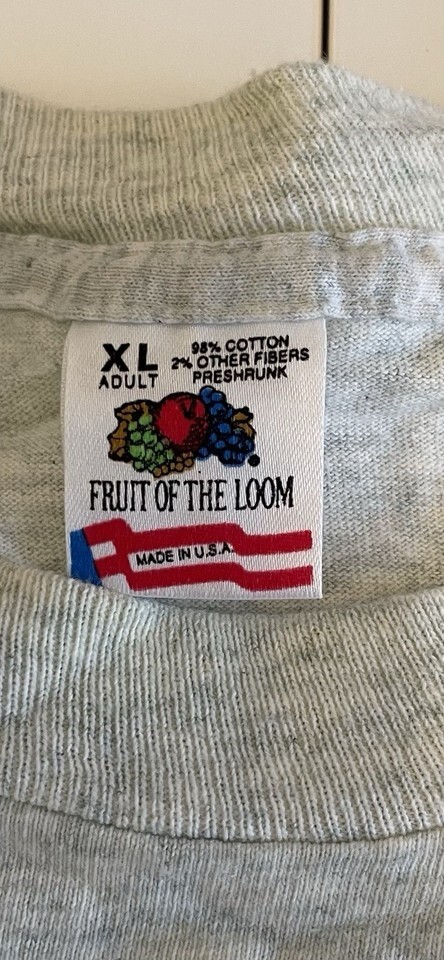 XL
ADULT
98% COTTON
2% OTHER FIBERS
PRESHRUNK
FRUIT OF THE LOOM
MADE IN U.S.A.